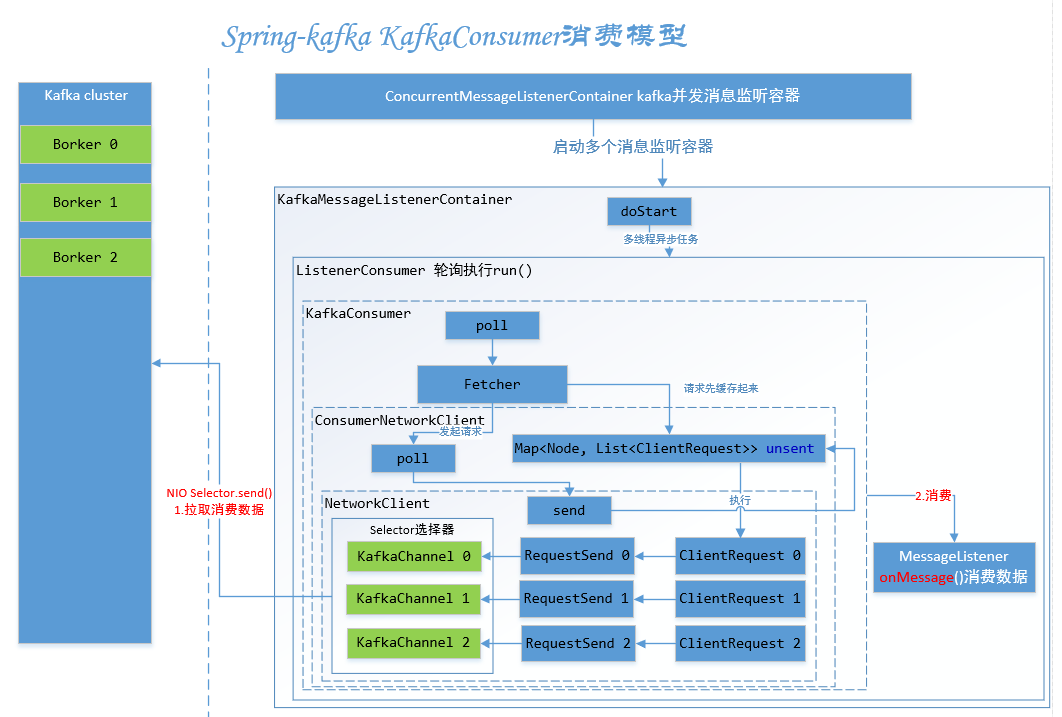 Spring-kafka KafkaConsumer消费模型
Kafka cluster
Borker 0
Borker 1
Borker 2
ConcurrentMessageListenerContainer kafka并发消息监听容器
启动多个消息监听容器
KafkaMessageListenerContainer
doStart
多线程异步任务
ListenerConsumer 轮询执行run()
KafkaConsumer
poll
Fetcher
请求先缓存起来
ConsumerNetworkClient
发起请求
poll
Map<Node, List<ClientRequest>> unsent
NetworkClient
send
执行
Selector选择器
KafkaChannel 0
RequestSend 0
ClientRequest 0
KafkaChannel 1
RequestSend 1
ClientRequest 1
KafkaChannel 2
RequestSend 2
ClientRequest 2
NIO Selector.send()
1.拉取消费数据
2.消费
MessageListener
onMessage()消费数据